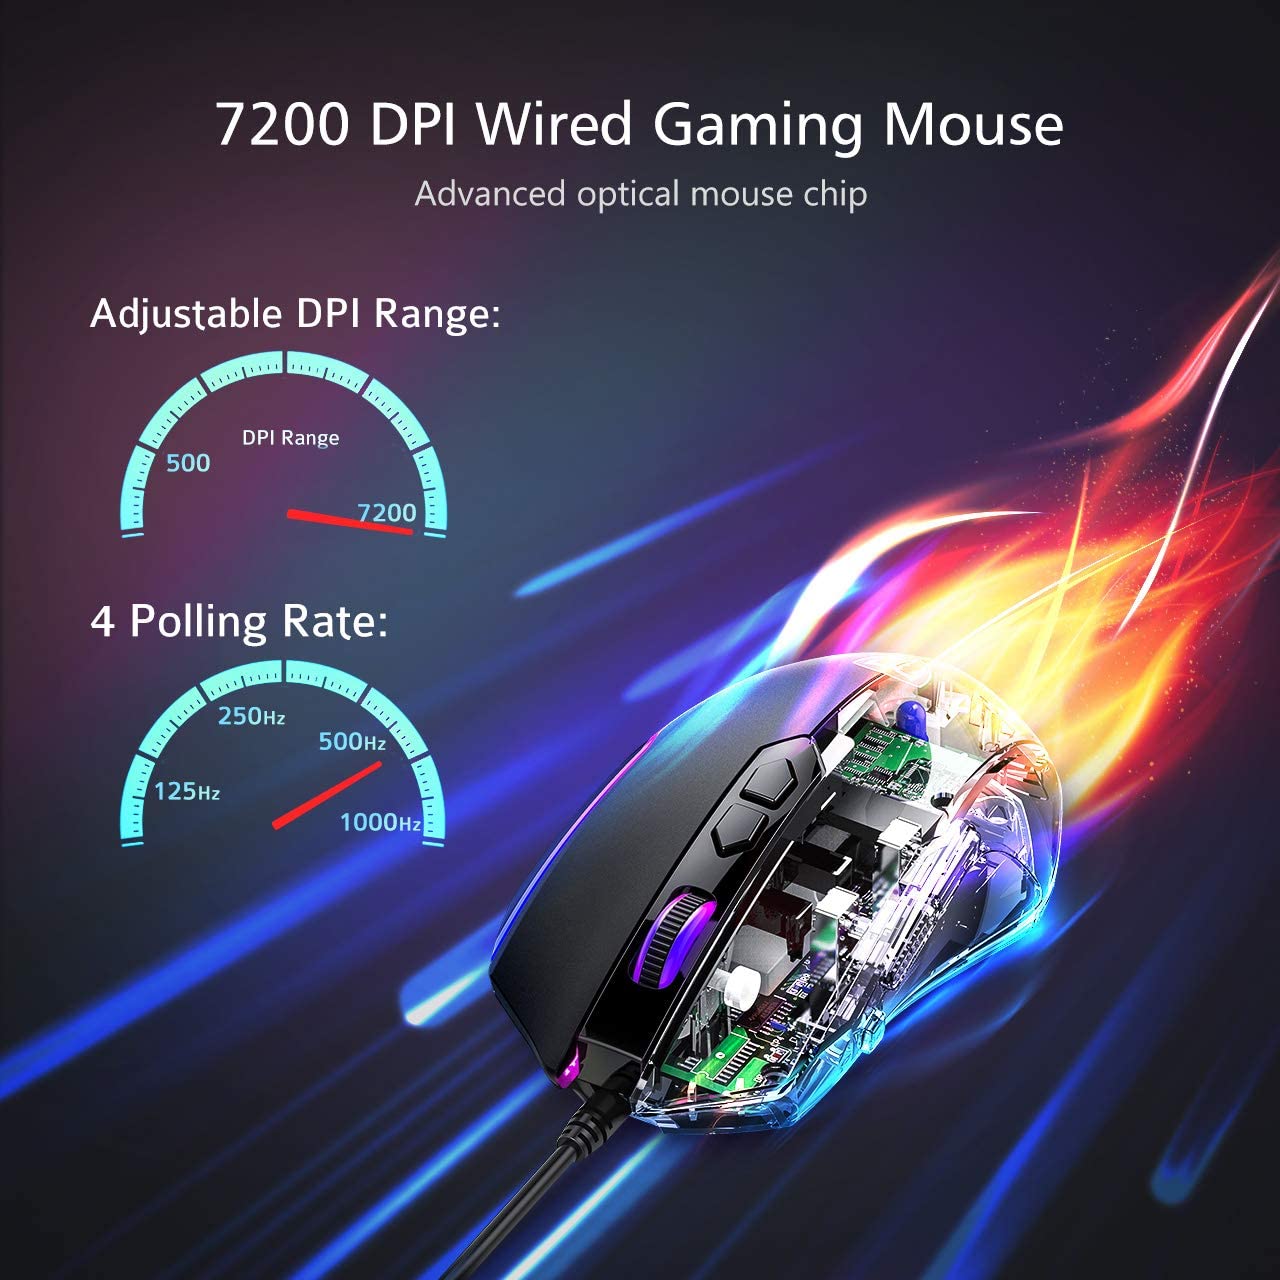 7200 DPI Wired Gaming Mouse
Advanced optical mouse chip
Adjustable DPI Range:
DPI Range
500
7200
4 Polling Rate:
250Hz
500Hz
125Hz
1000Hz